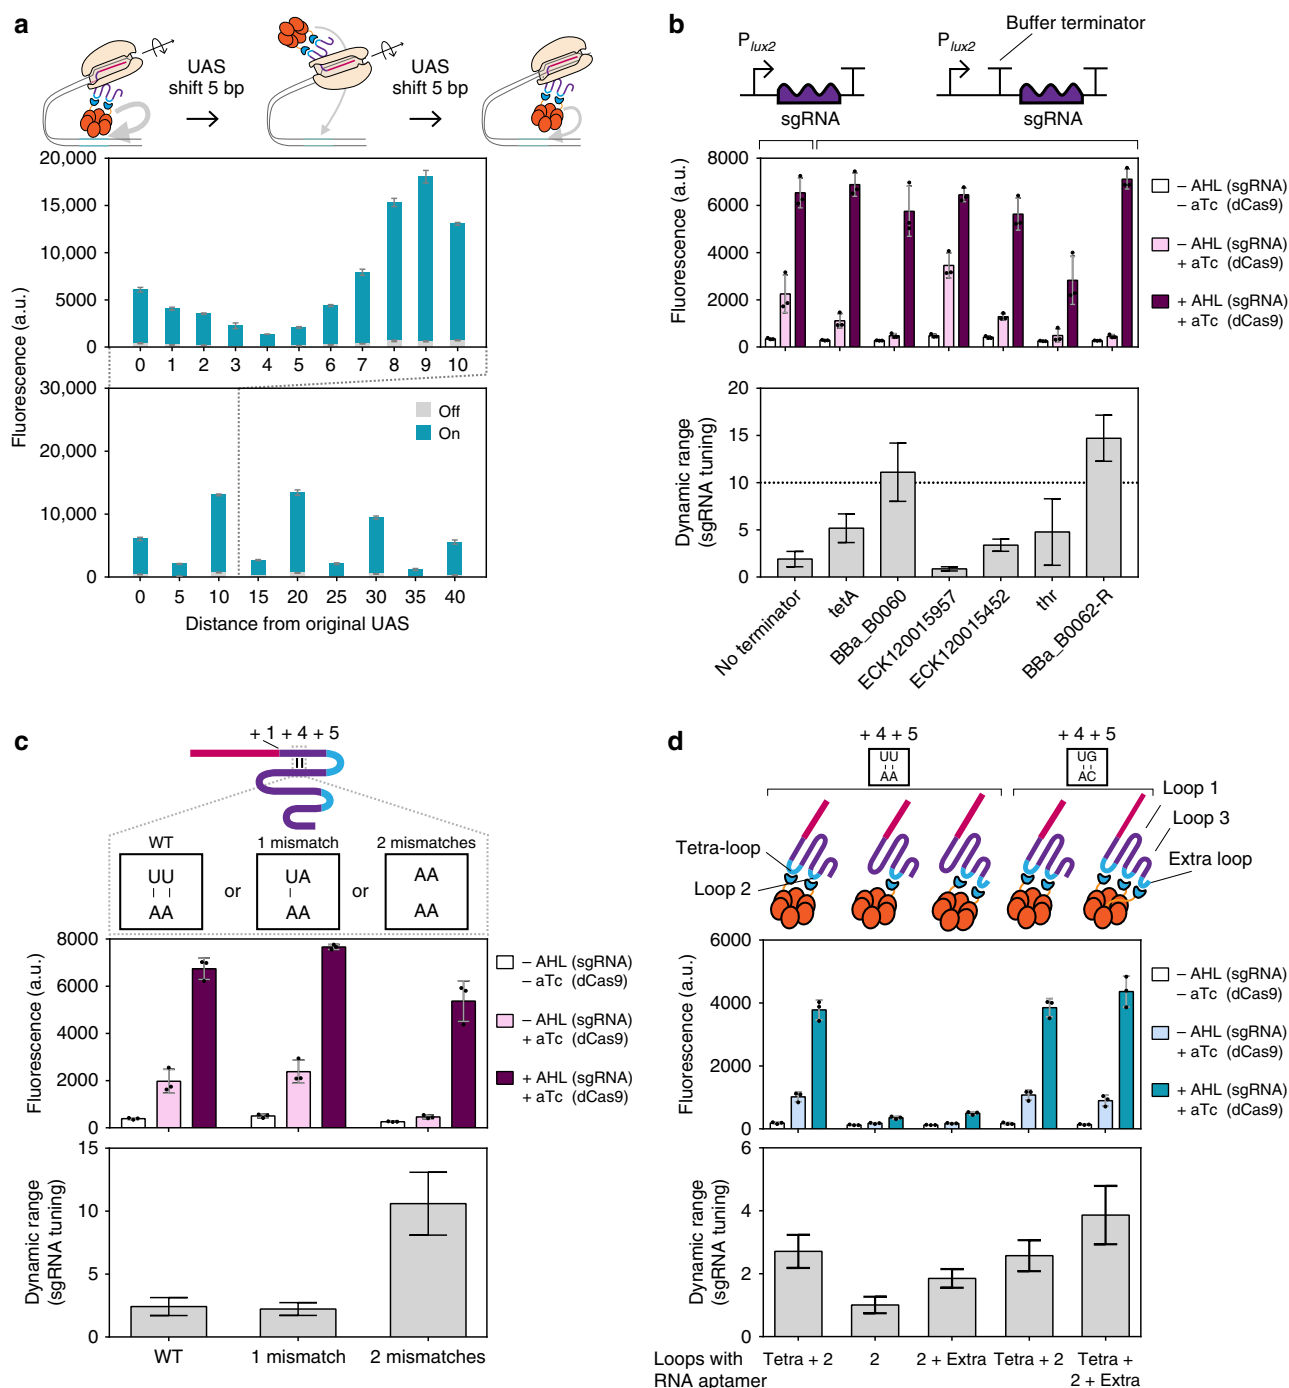 a
UAS
shift 5 bp
UAS
shift 5 bp
Fluorescence (a.u.)
20,000
15,000
10,000
5000
0
0 1 2 3 4 5 6 7 8 9 10
30,000
20,000
10,000
0
Off
On
0 5 10 15 20 25 30 35 40
Distance from original UAS
b
Buffer terminator
Plux2
Plux2
sgRNA
sgRNA
Fluorescence (a.u.)
8000
6000
4000
2000
0
– AHL (sgRNA)
– aTc (dCas9)
– AHL (sgRNA)
+ aTc (dCas9)
+ AHL (sgRNA)
+ aTc (dCas9)
Dynamic range
(sgRNA tuning)
20
15
10
5
0
No terminator
tetA
BBa_B0060
ECK120015957
ECK120015452
thr
BBa_B0062-R
c
+ 1 + 4 + 5
WT
1 mismatch
2 mismatches
UU
AA
or
UA
AA
or
AA
AA
Fluorescence (a.u.)
8000
6000
4000
2000
0
– AHL (sgRNA)
– aTc (dCas9)
– AHL (sgRNA)
+ aTc (dCas9)
+ AHL (sgRNA)
+ aTc (dCas9)
Dynamic range
(sgRNA tuning)
15
10
5
0
WT 1 mismatch 2 mismatches
d
+ 4 + 5
UU
AA
+ 4 + 5
UG
AC
Loop 1
Loop 3
Tetra-loop
Extra loop
Loop 2
Fluorescence (a.u.)
6000
4000
2000
0
– AHL (sgRNA)
– aTc (dCas9)
– AHL (sgRNA)
+ aTc (dCas9)
+ AHL (sgRNA)
+ aTc (dCas9)
Dynamic range
(sgRNA tuning)
6
4
2
0
Loops with
RNA aptamer
Tetra + 2
2
2 + Extra
Tetra + 2
Tetra +
2 + Extra